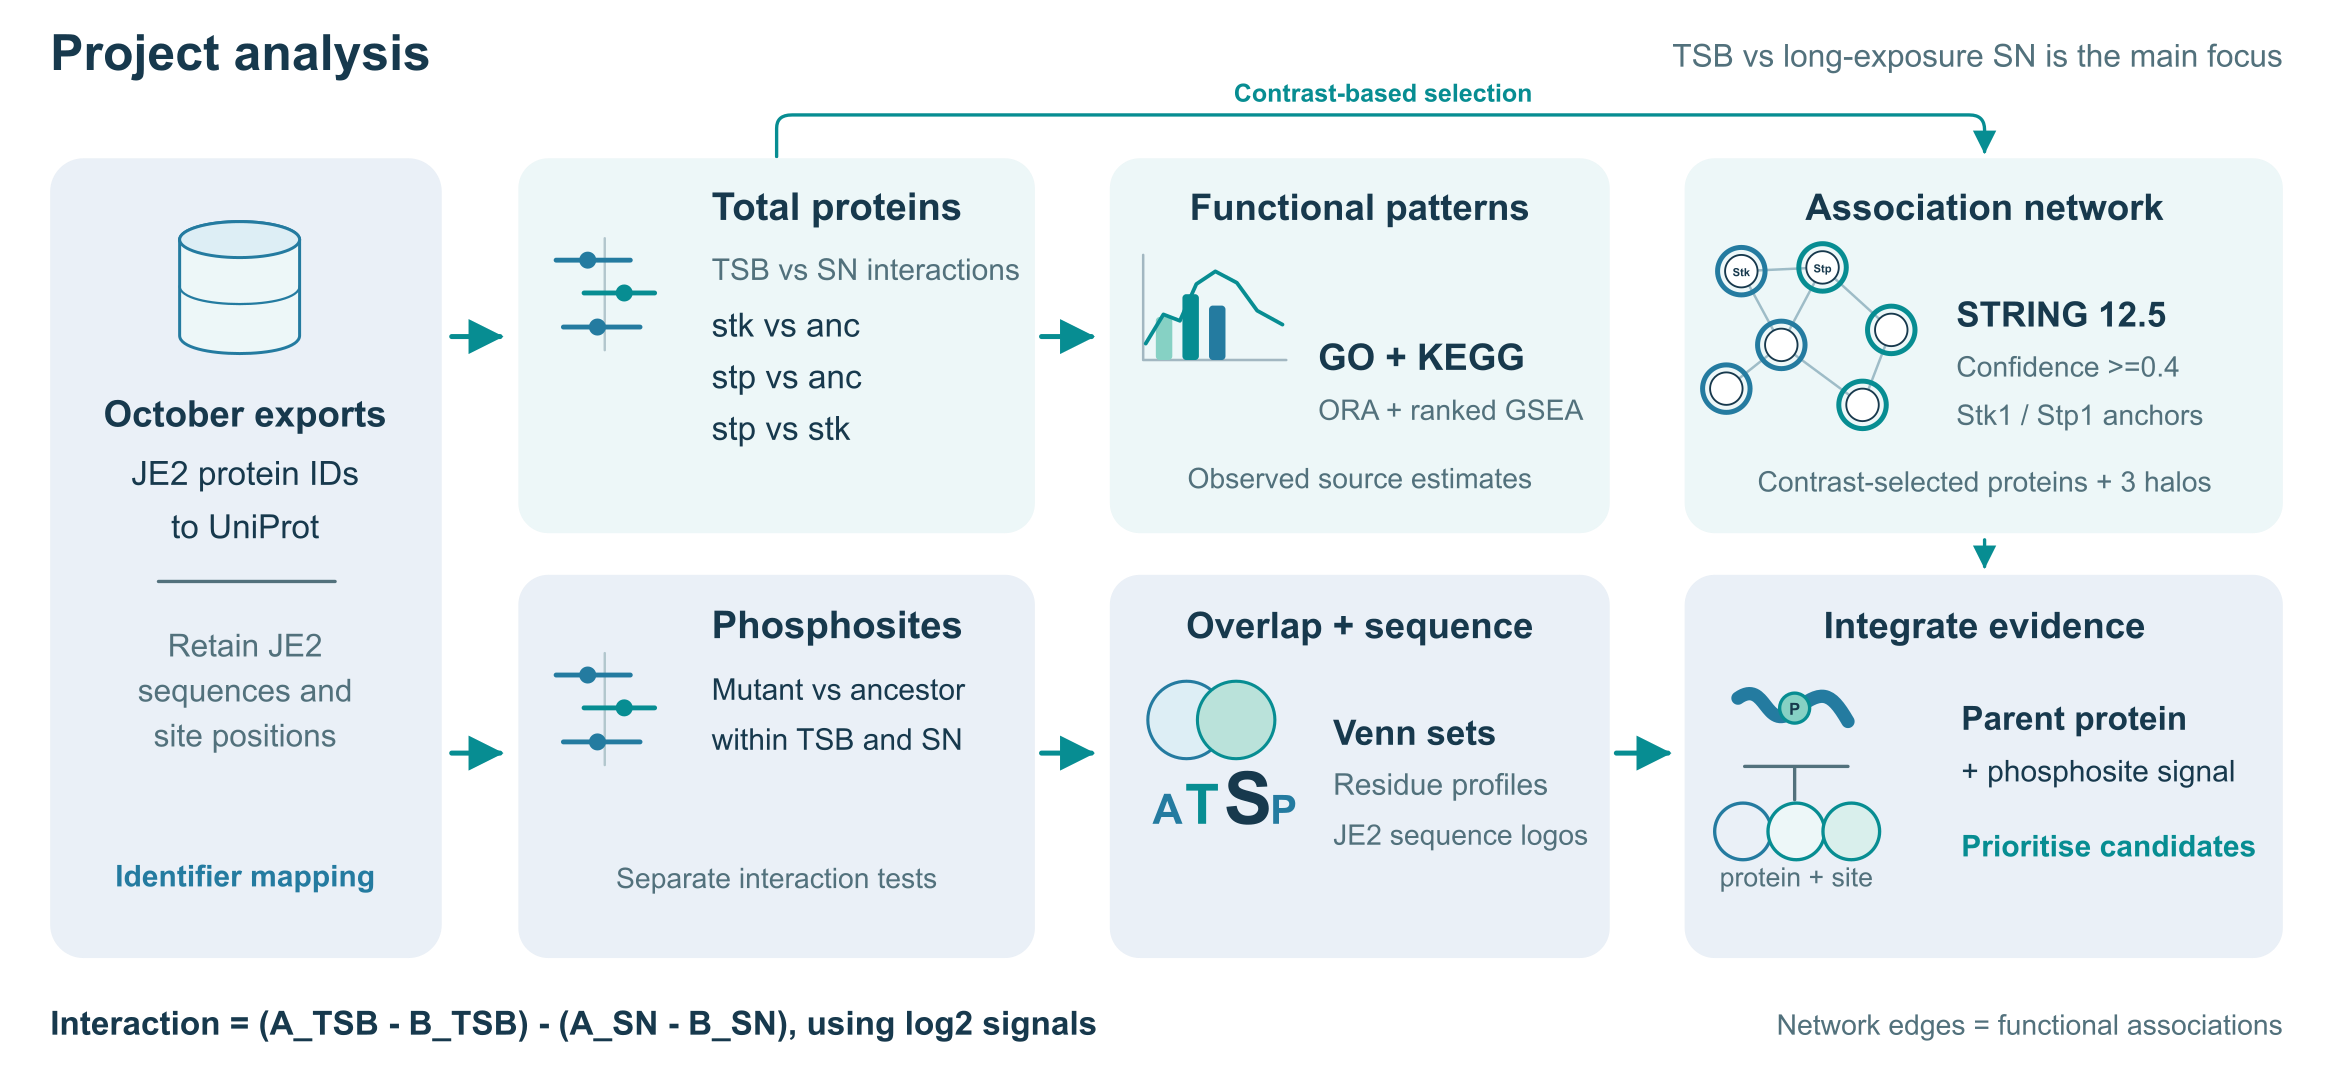 Project analysis
TSB vs long-exposure SN is the main focus
Contrast-based selection
October exports
JE2 protein IDs
to UniProt
Retain JE2
sequences and
site positions
Identifier mapping
Total proteins
TSB vs SN interactions
stk vs anc
stp vs anc
stp vs stk
Functional patterns
GO + KEGG
ORA + ranked GSEA
Observed source estimates
Association network
Stk
Stp
STRING 12.5
Confidence >=0.4
Stk1 / Stp1 anchors
Contrast-selected proteins + 3 halos
Phosphosites
Mutant vs ancestor
within TSB and SN
Separate interaction tests
Overlap + sequence
ATSP
Venn sets
Residue profiles
JE2 sequence logos
Integrate evidence
P
Parent protein
+ phosphosite signal
Prioritise candidates
protein + site
Interaction = (A_TSB - B_TSB) - (A_SN - B_SN), using log2 signals
Network edges = functional associations